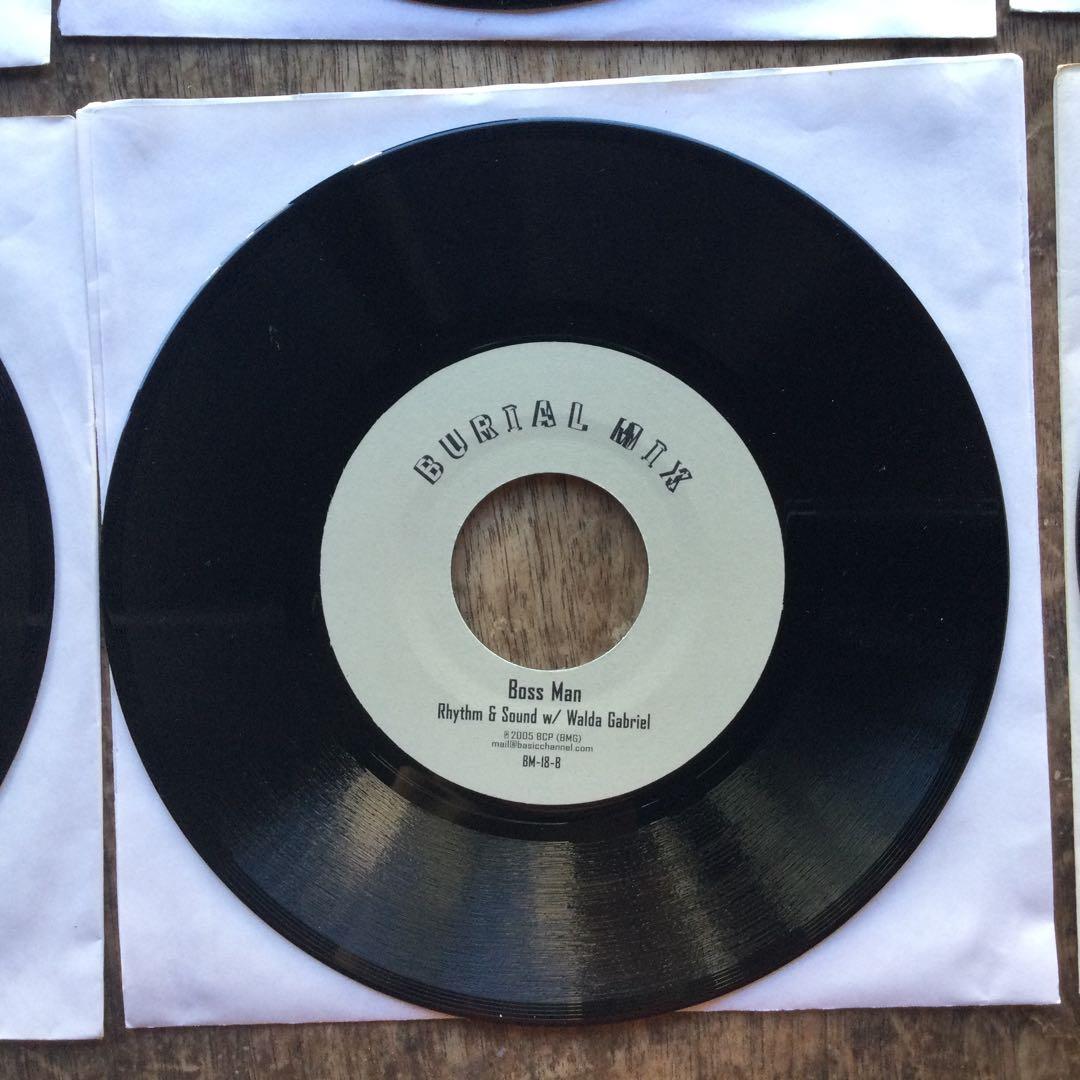 BURIAL MIX
Boss Man
Rhythm & Sound w/ Walda Gabriel
℗ 2005 BCP (BMG)
mail@basicchannel.com
BM-18-B